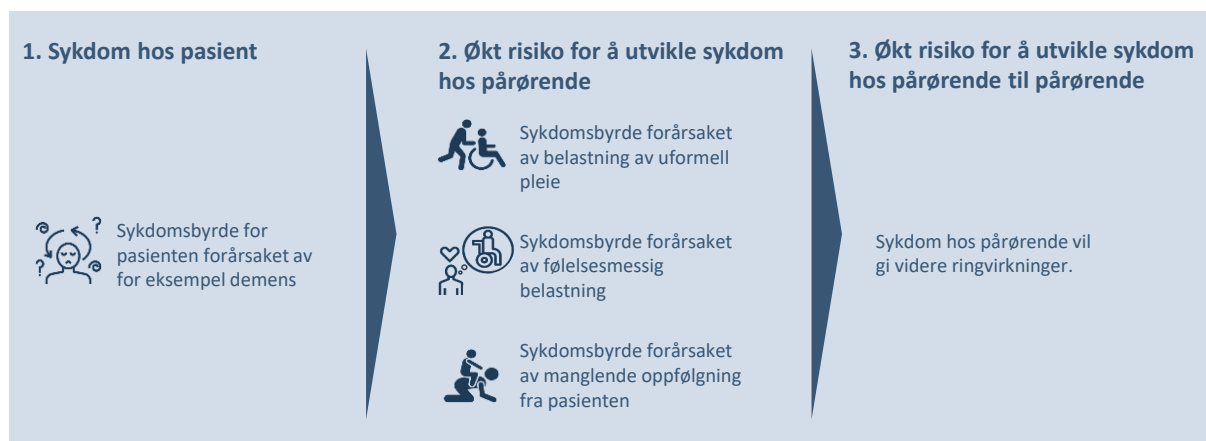 1. Sykdom hos pasient
Sykdomsbyrde for
pasienten forårsaket av
for eksempel demens
2. Økt risiko for å utvikle sykdom
hos pårørende
Sykdomsbyrde forårsaket
av belastning av uformell
pleie
Sykdomsbyrde forårsaket
av følelsesmessig
belastning
Sykdomsbyrde forårsaket
av manglende oppfølgning
fra pasienten
3. Økt risiko for å utvikle sykdom
hos pårørende til pårørende
Sykdom hos pårørende vil
gi videre ringvirkninger.